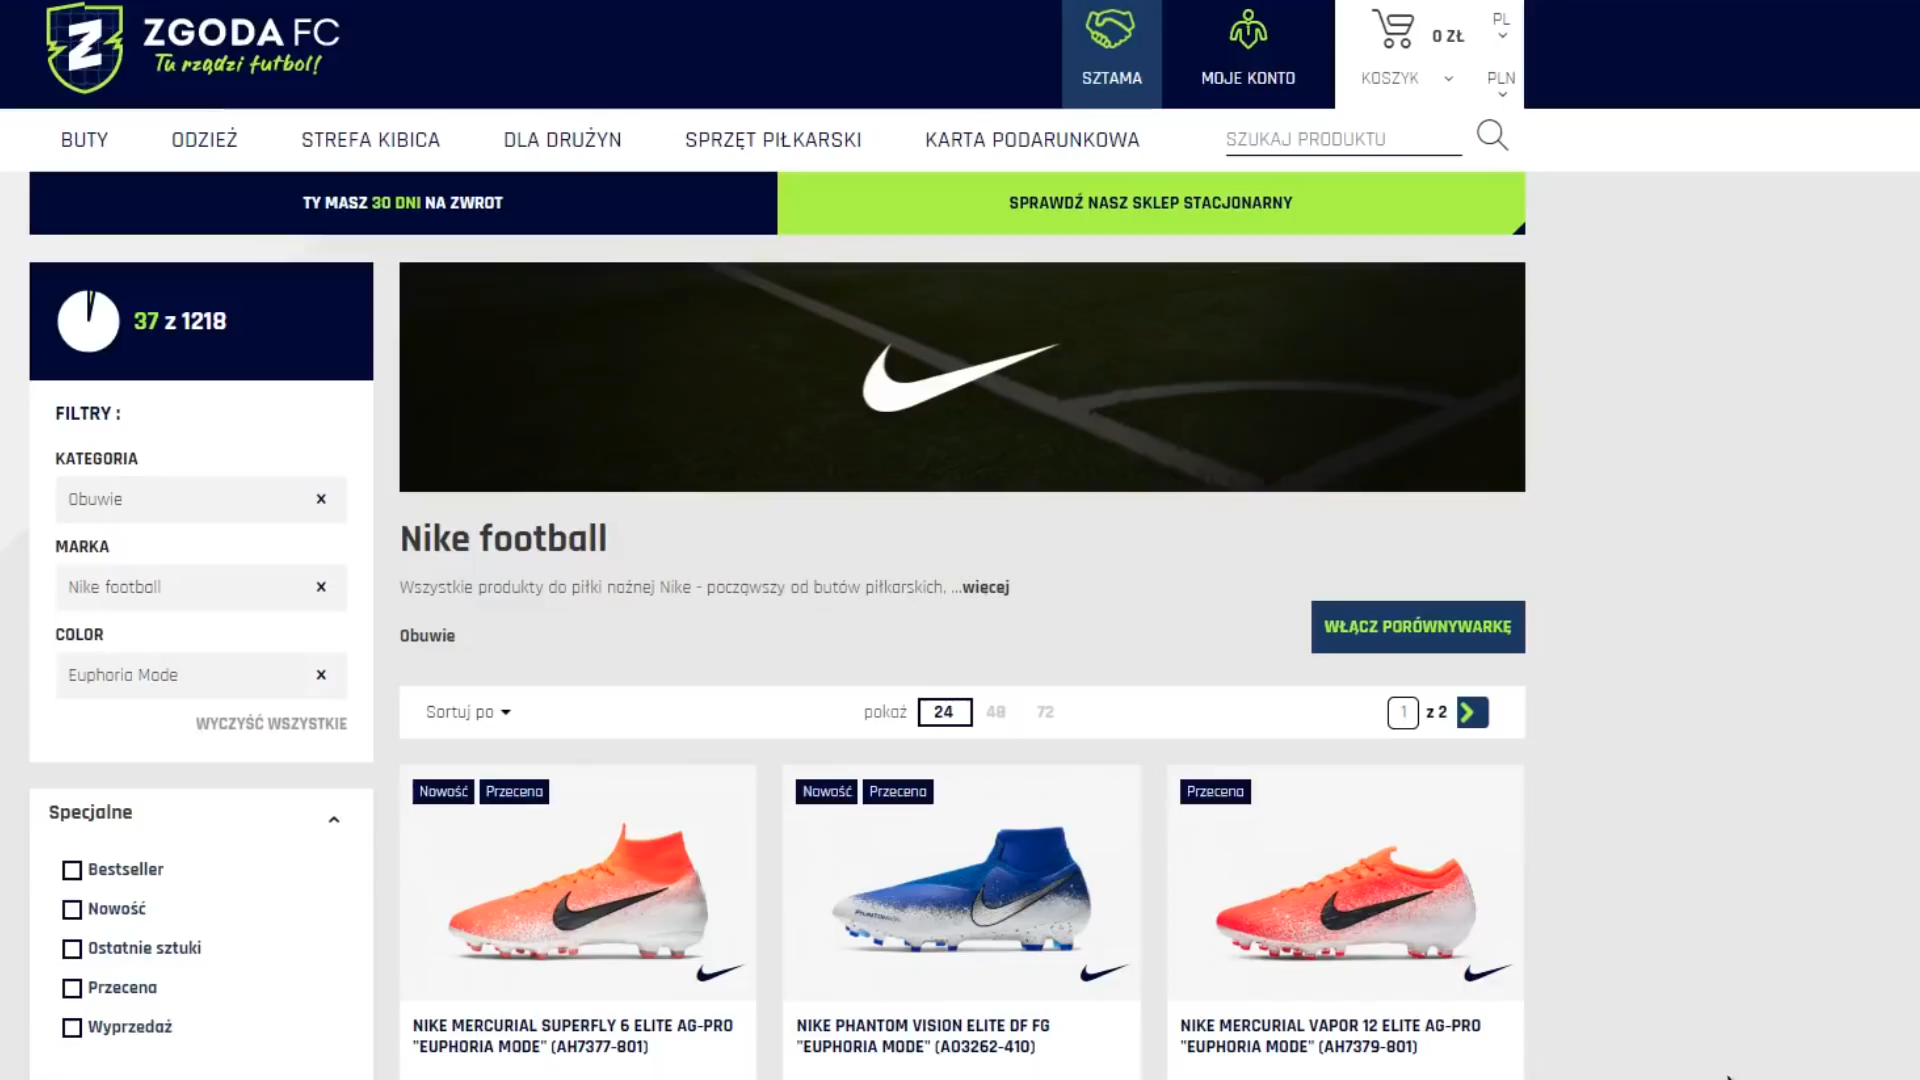 ZGODA FC
Tu rządzi futbol!
SZTAMA
MOJE KONTO
0 ZŁ
KOSZYK
PL
PLN
BUTY
ODZIEŻ
STREFA KIBICA
DLA DRUŻYN
SPRZĘT PIŁKARSKI
KARTA PODARUNKOWA
SZUKAJ PRODUKTU
TY MASZ 30 DNI NA ZWROT
SPRAWDŹ NASZ SKLEP STACJONARNY
37 z 1218
FILTRY :
KATEGORIA
Obuwie
MARKA
Nike football
COLOR
Euphoria Mode
WYCZYŚĆ WSZYSTKIE
Specjalne
Bestseller
Nowość
Ostatnie sztuki
Przecena
Wyprzedaż
Nike football
Wszystkie produkty do piłki nożnej Nike - począwszy od butów piłkarskich, ...więcej
Obuwie
WŁĄCZ PORÓWNYWARKĘ
Sortuj po
pokaż 24 48 72
1 z 2
Nowość Przecena
NIKE MERCURIAL SUPERFLY 6 ELITE AG-PRO
"EUPHORIA MODE" (AH7377-801)
Nowość Przecena
NIKE PHANTOM VISION ELITE DF FG
"EUPHORIA MODE" (AO3262-410)
Przecena
NIKE MERCURIAL VAPOR 12 ELITE AG-PRO
"EUPHORIA MODE" (AH7379-801)